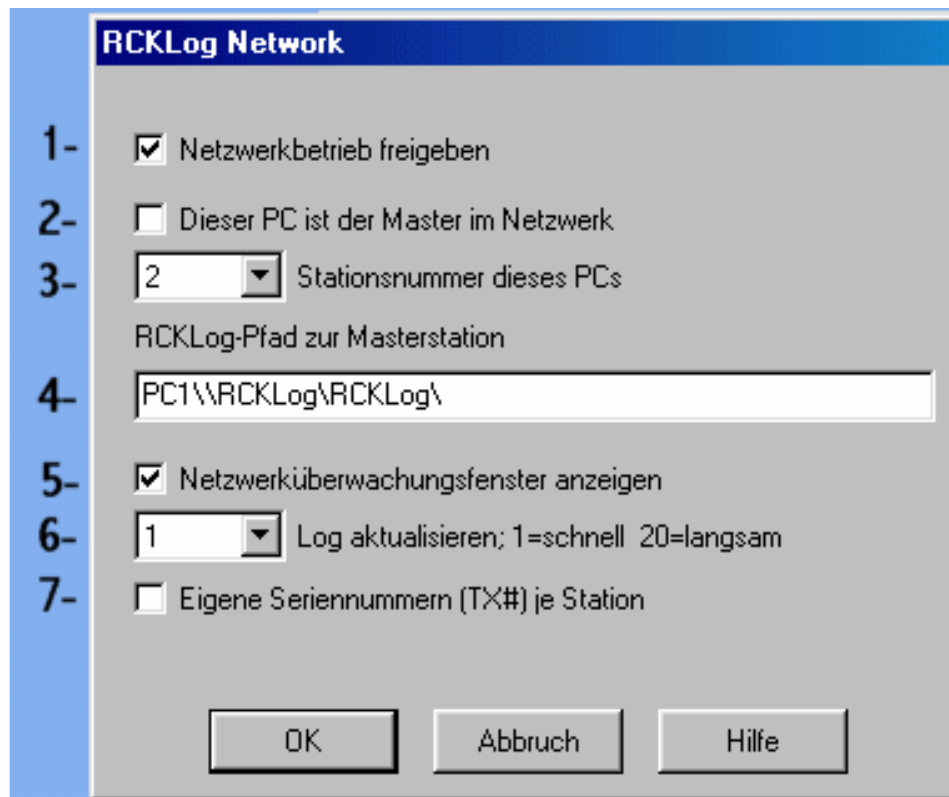 RCKLog Network
1- Netzwerkbetrieb freigeben
2- Dieser PC ist der Master im Netzwerk
3- 2 Stationsnummer dieses PCs
RCKLog-Pfad zur Masterstation
4- PC1\\RCKLog\RCKLog\
5- Netzwerküberwachungsfenster anzeigen
6- 1 Log aktualisieren; 1=schnell 20=langsam
7- Eigene Seriennummern (TX#) je Station
OK Abbruch Hilfe